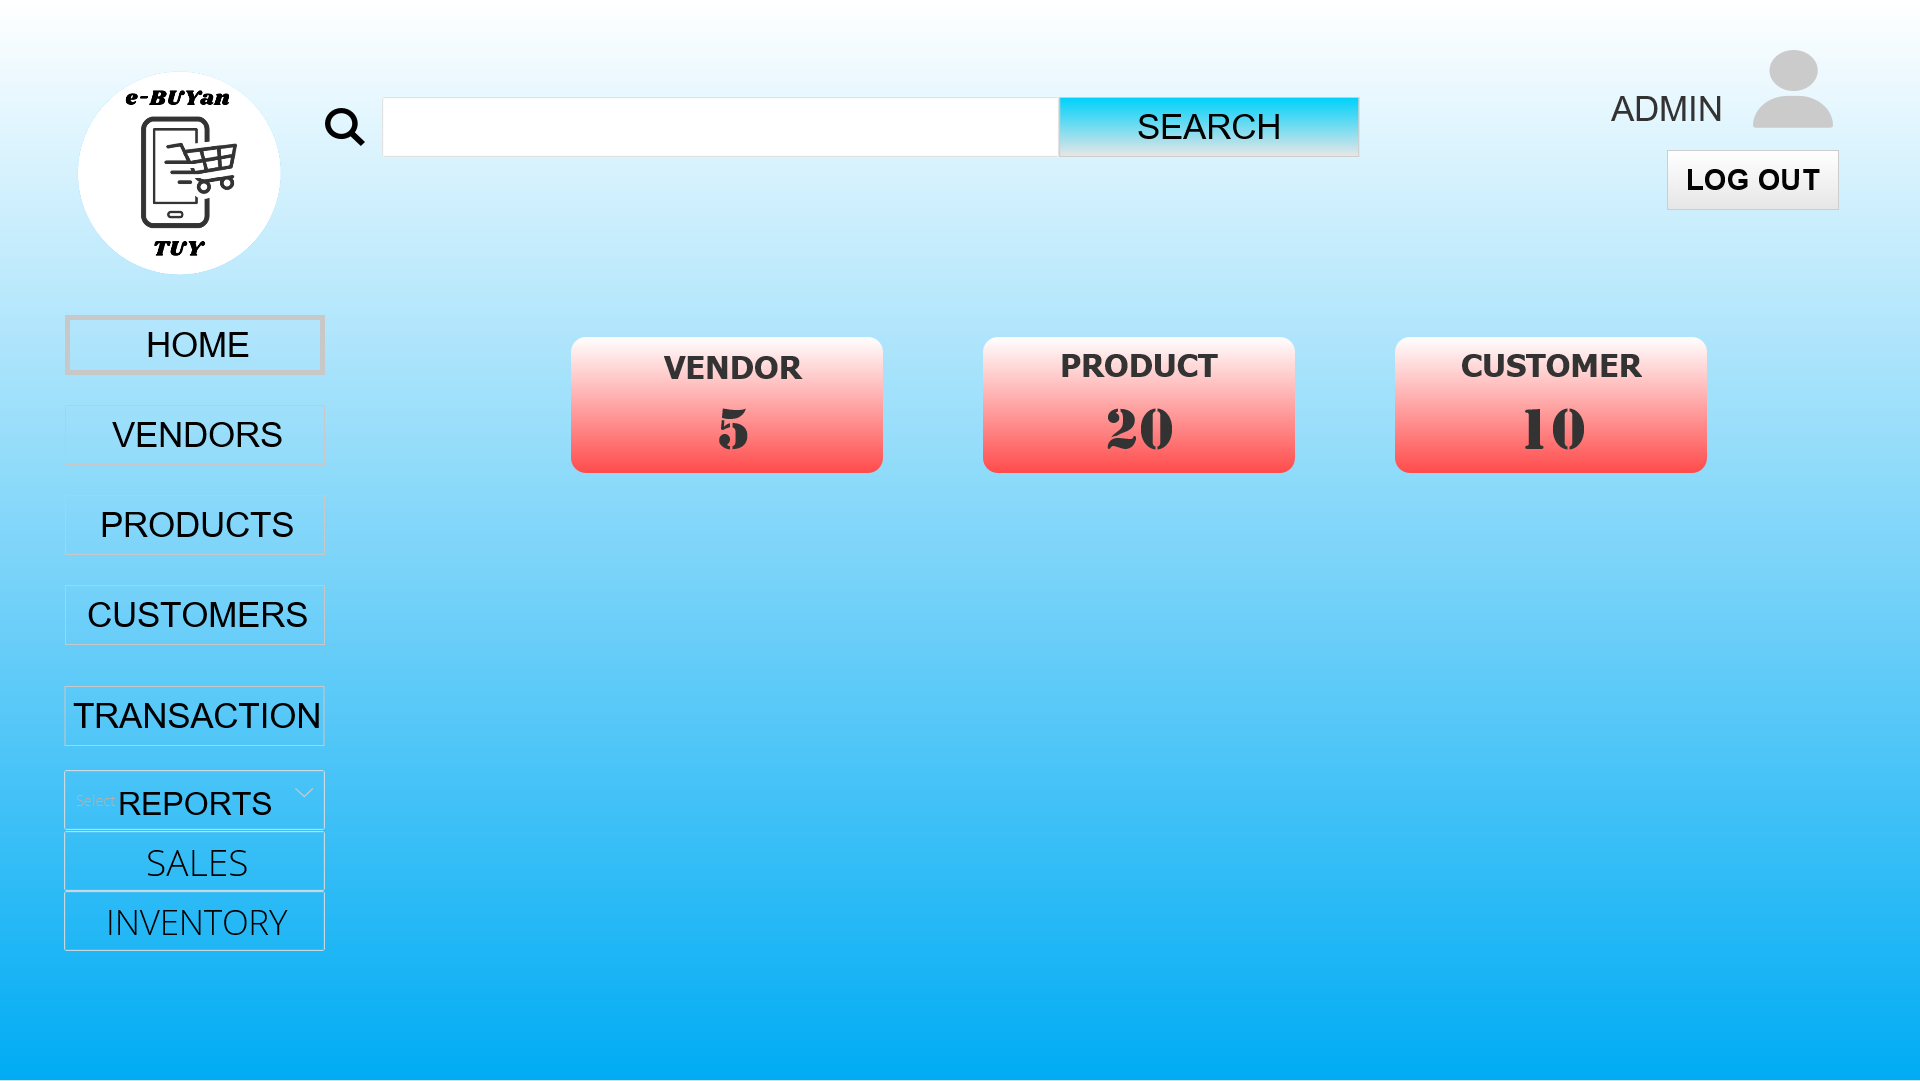 e-BUYan
TUY
SEARCH
ADMIN
LOG OUT
HOME
VENDORS
PRODUCTS
CUSTOMERS
TRANSACTION
Select
REPORTS
SALES
INVENTORY
VENDOR
5
PRODUCT
20
CUSTOMER
10